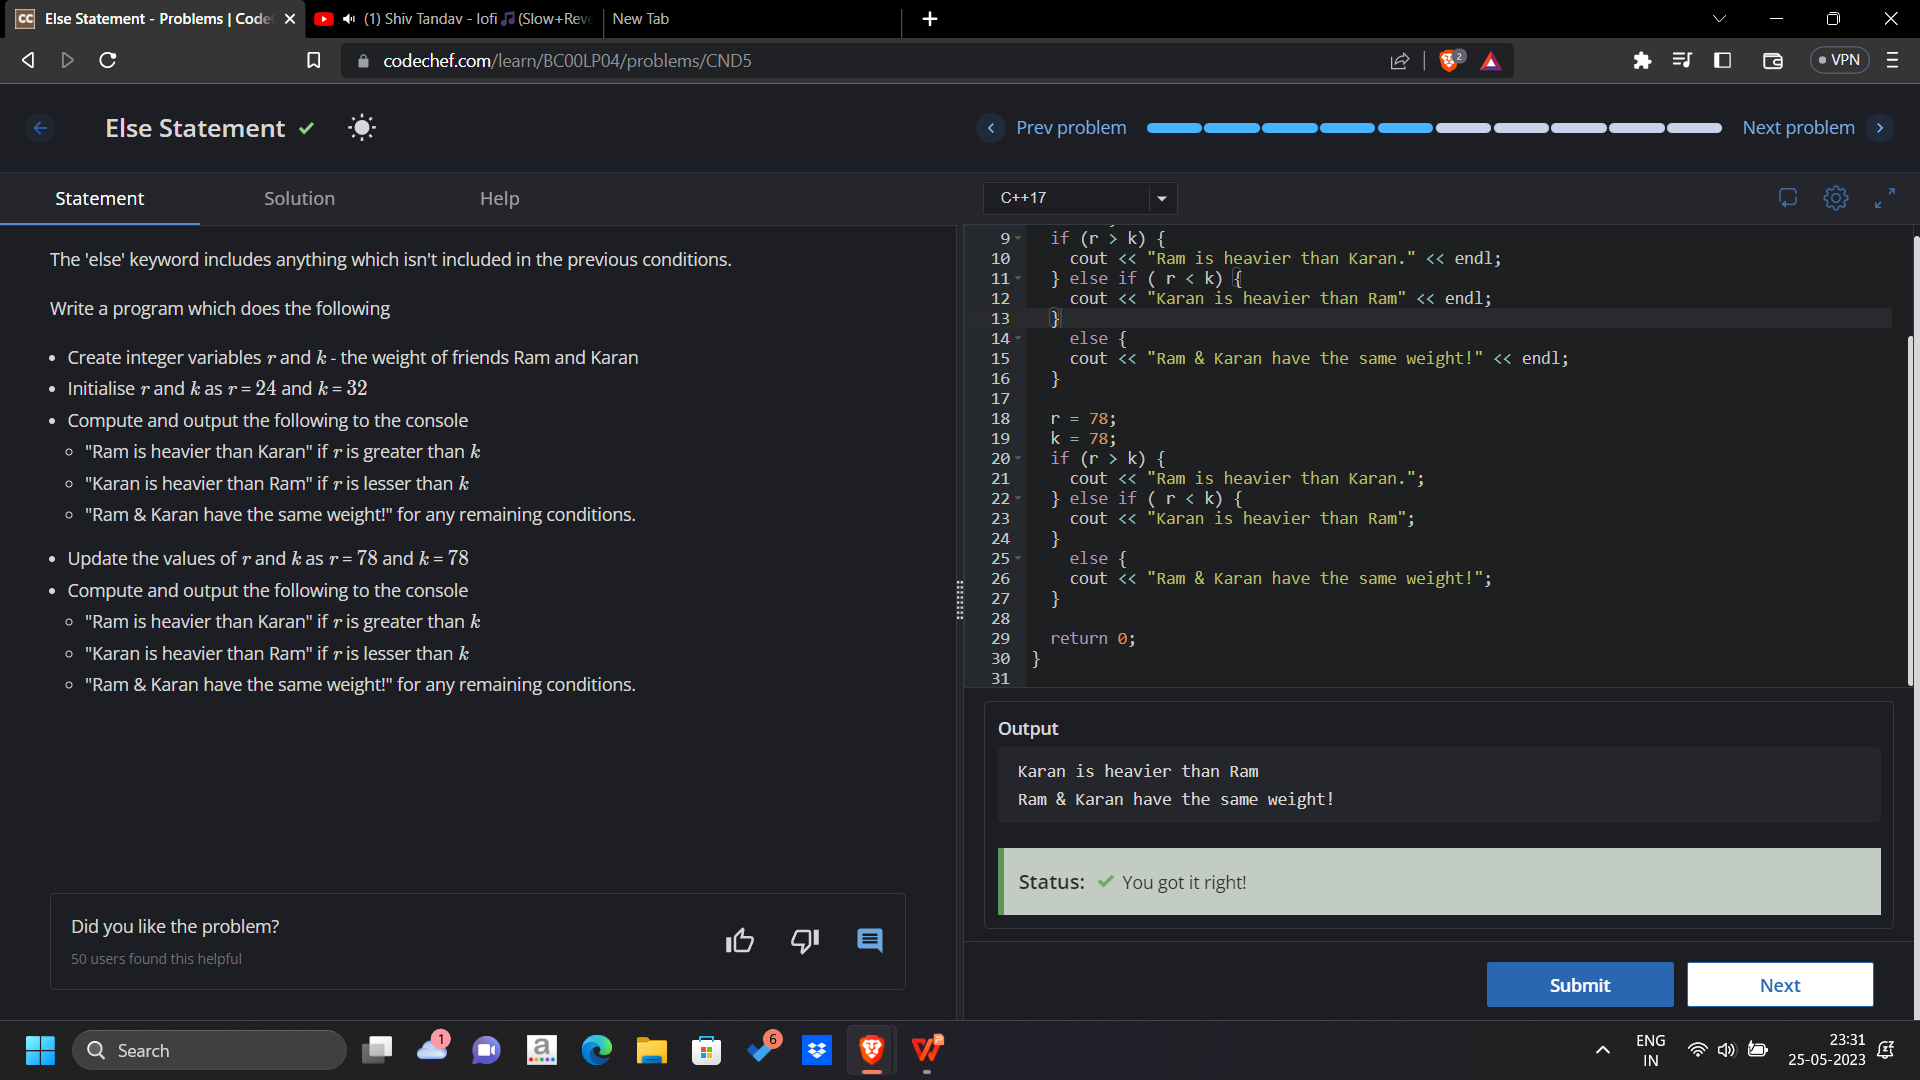 Else Statement - Problems | Code
(1) Shiv Tandav - lofi🎵(Slow+Reve
New Tab
codechef.com/learn/BC00LP04/problems/CND5
2
VPN
Else Statement
Prev problem
Next problem
Statement
Solution
Help
C++17
The 'else' keyword includes anything which isn't included in the previous conditions.
Write a program which does the following
• Create integer variables r and k - the weight of friends Ram and Karan
• Initialise r and k as r = 24 and k = 32
• Compute and output the following to the console
◦ "Ram is heavier than Karan" if r is greater than k
◦ "Karan is heavier than Ram" if r is lesser than k
◦ "Ram & Karan have the same weight!" for any remaining conditions.
• Update the values of r and k as r = 78 and k = 78
• Compute and output the following to the console
◦ "Ram is heavier than Karan" if r is greater than k
◦ "Karan is heavier than Ram" if r is lesser than k
◦ "Ram & Karan have the same weight!" for any remaining conditions.
Did you like the problem?
50 users found this helpful
9 if (r > k) {
10 cout << "Ram is heavier than Karan." << endl;
11 } else if ( r < k) {
12 cout << "Karan is heavier than Ram" << endl;
13 }
14 else {
15 cout << "Ram & Karan have the same weight!" << endl;
16 }
17
18 r = 78;
19 k = 78;
20 if (r > k) {
21 cout << "Ram is heavier than Karan.";
22 } else if ( r < k) {
23 cout << "Karan is heavier than Ram";
24 }
25 else {
26 cout << "Ram & Karan have the same weight!";
27 }
28
29 return 0;
30 }
31
Output
Karan is heavier than Ram
Ram & Karan have the same weight!
Status: ✔ You got it right!
Submit
Next
Search
1
6
ENG
IN
23:31
25-05-2023